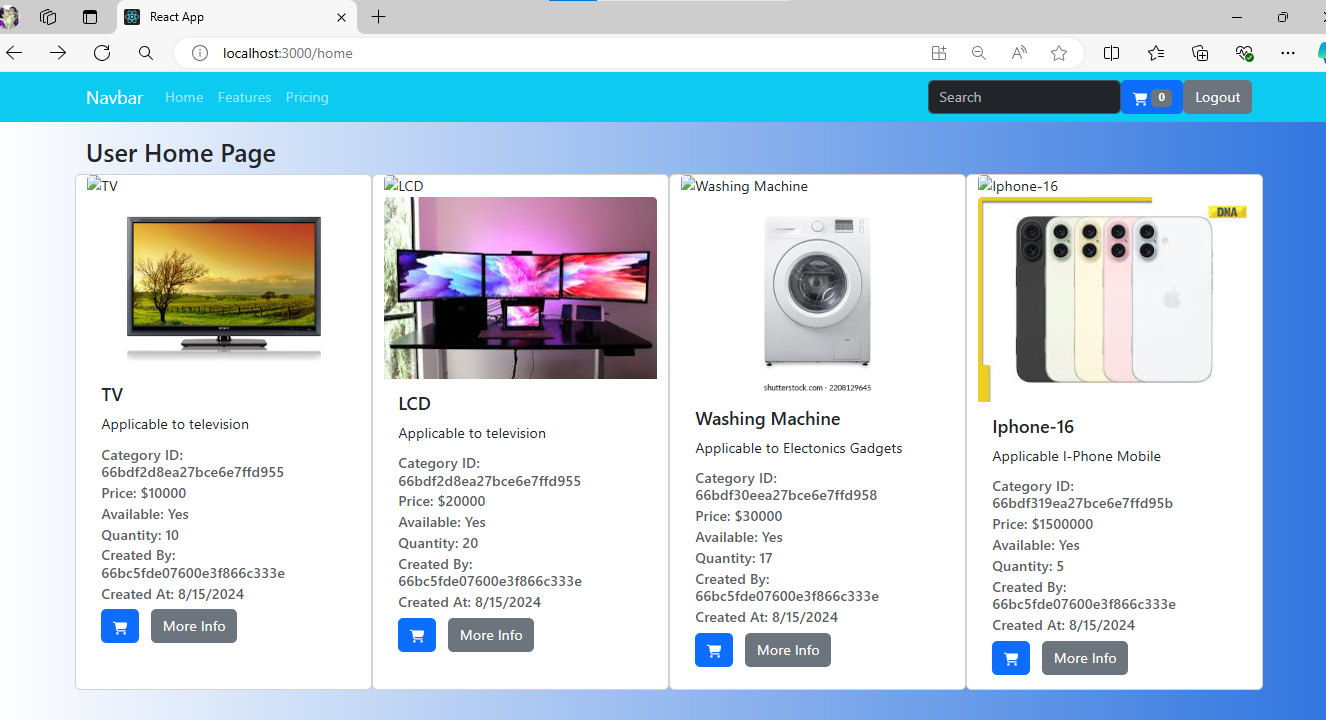 React App
localhost:3000/home
Navbar Home Features Pricing Search 0 Logout
User Home Page
TV
TV
Applicable to television
Category ID:
66bdf2d8ea27bce6e7ffd955
Price: $10000
Available: Yes
Quantity: 10
Created By:
66bc5fde07600e3f866c333e
Created At: 8/15/2024
More Info
LCD
LCD
Applicable to television
Category ID:
66bdf2d8ea27bce6e7ffd955
Price: $20000
Available: Yes
Quantity: 20
Created By:
66bc5fde07600e3f866c333e
Created At: 8/15/2024
More Info
Washing Machine
shutterstock.com · 2208129645
Washing Machine
Applicable to Electonics Gadgets
Category ID:
66bdf30eea27bce6e7ffd958
Price: $30000
Available: Yes
Quantity: 17
Created By:
66bc5fde07600e3f866c333e
Created At: 8/15/2024
More Info
Iphone-16
DNA
Iphone-16
Applicable I-Phone Mobile
Category ID:
66bdf319ea27bce6e7ffd95b
Price: $1500000
Available: Yes
Quantity: 5
Created By:
66bc5fde07600e3f866c333e
Created At: 8/15/2024
More Info